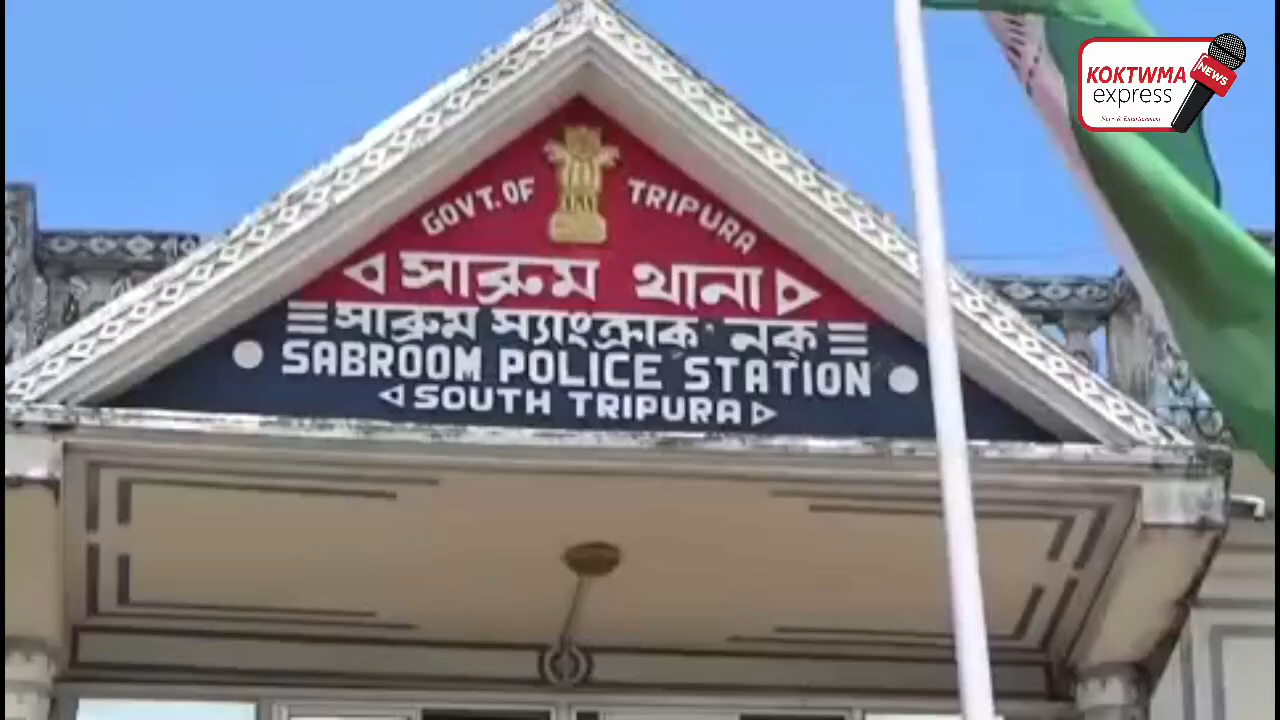 GOVT. OF TRIPURA
সাব্রুম থানা
সাব্রুম স্যাংক্রাক নক্
SABROOM POLICE STATION
SOUTH TRIPURA
KOKTWMA
express
NEWS